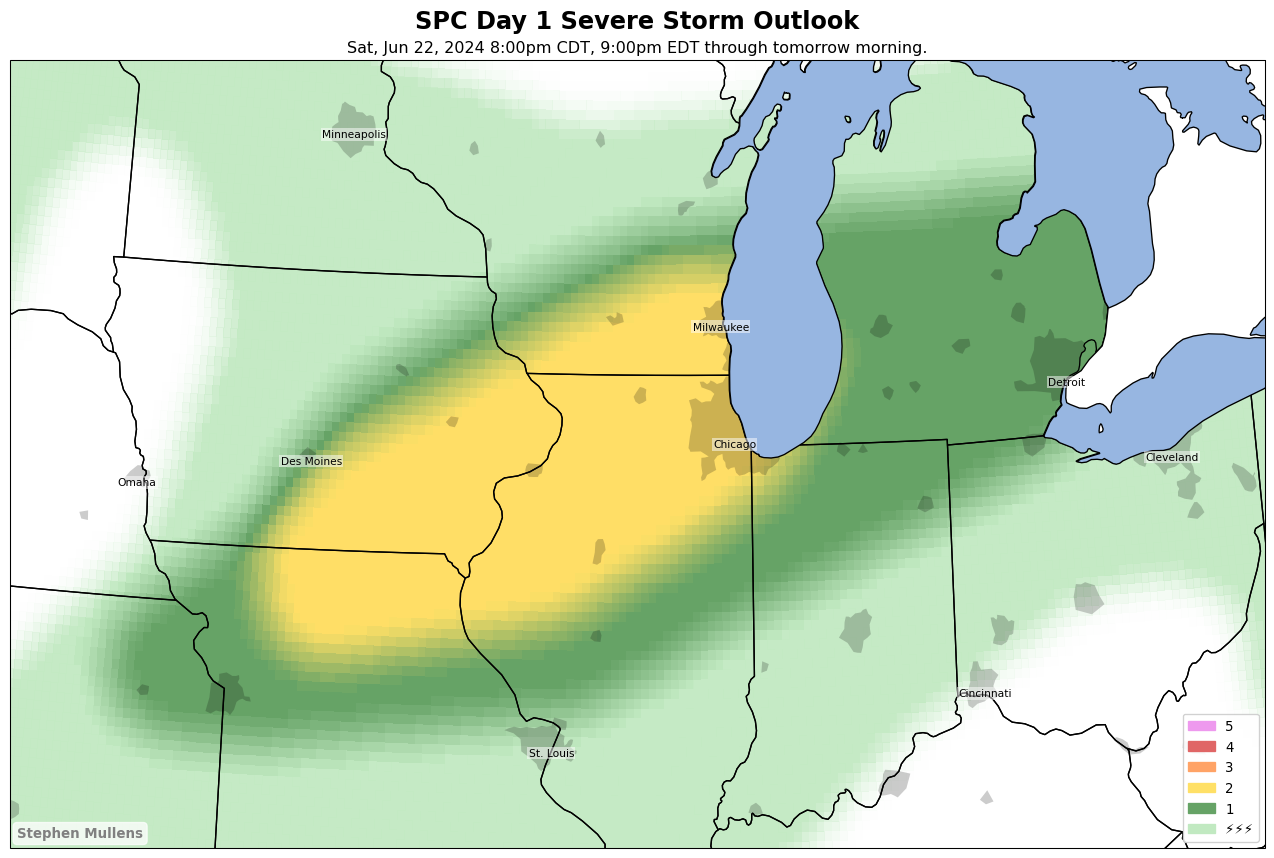 SPC Day 1 Severe Storm Outlook
Sat, Jun 22, 2024 8:00pm CDT, 9:00pm EDT through tomorrow morning.
Minneapolis
Milwaukee
Detroit
Chicago
Cleveland
Des Moines
Omaha
Cincinnati
St. Louis
5
4
3
2
1
⚡⚡⚡
Stephen Mullens